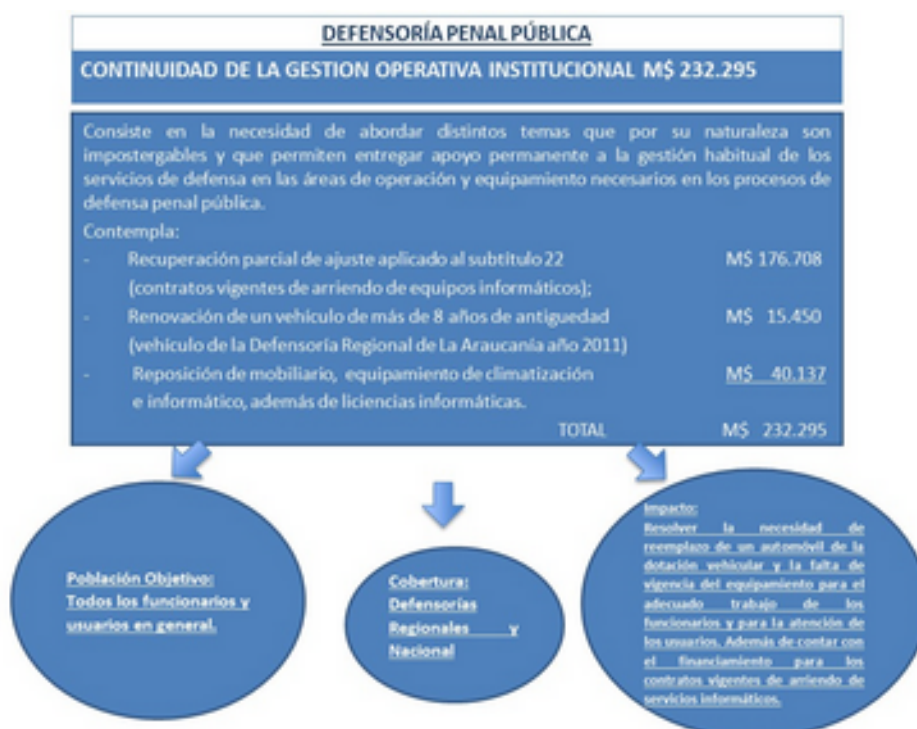 DEFENSORÍA PENAL PÚBLICA
CONTINUIDAD DE LA GESTION OPERATIVA INSTITUCIONAL M$ 232.295
Consiste en la necesidad de abordar distintos temas que por su naturaleza son
impostergables y que permiten entregar apoyo permanente a la gestión habitual de los
servicios de defensa en las áreas de operación y equipamiento necesarios en los procesos de
defensa penal pública.
Contempla:
- Recuperación parcial de ajuste aplicado al subtítulo 22 M$ 176.708
(contratos vigentes de arriendo de equipos informáticos);
- Renovación de un vehículo de más de 8 años de antiguedad M$ 15.450
(vehículo de la Defensoría Regional de La Araucanía año 2011)
- Reposición de mobiliario, equipamiento de climatización M$ 40.137
e informático, además de liciencias informáticas.
TOTAL M$ 232.295
Población Objetivo:
Todos los funcionarios y
usuarios en general.
Cobertura:
Defensorías
Regionales y
Nacional
Impacto:
Resolver la necesidad de
reemplazo de un automóvil de la
dotación vehicular y la falta de
vigencia del equipamiento para el
adecuado trabajo de los
funcionarios y para la atención de
los usuarios. Además de contar con
el financiamiento para los
contratos vigentes de arriendo de
servicios informáticos.